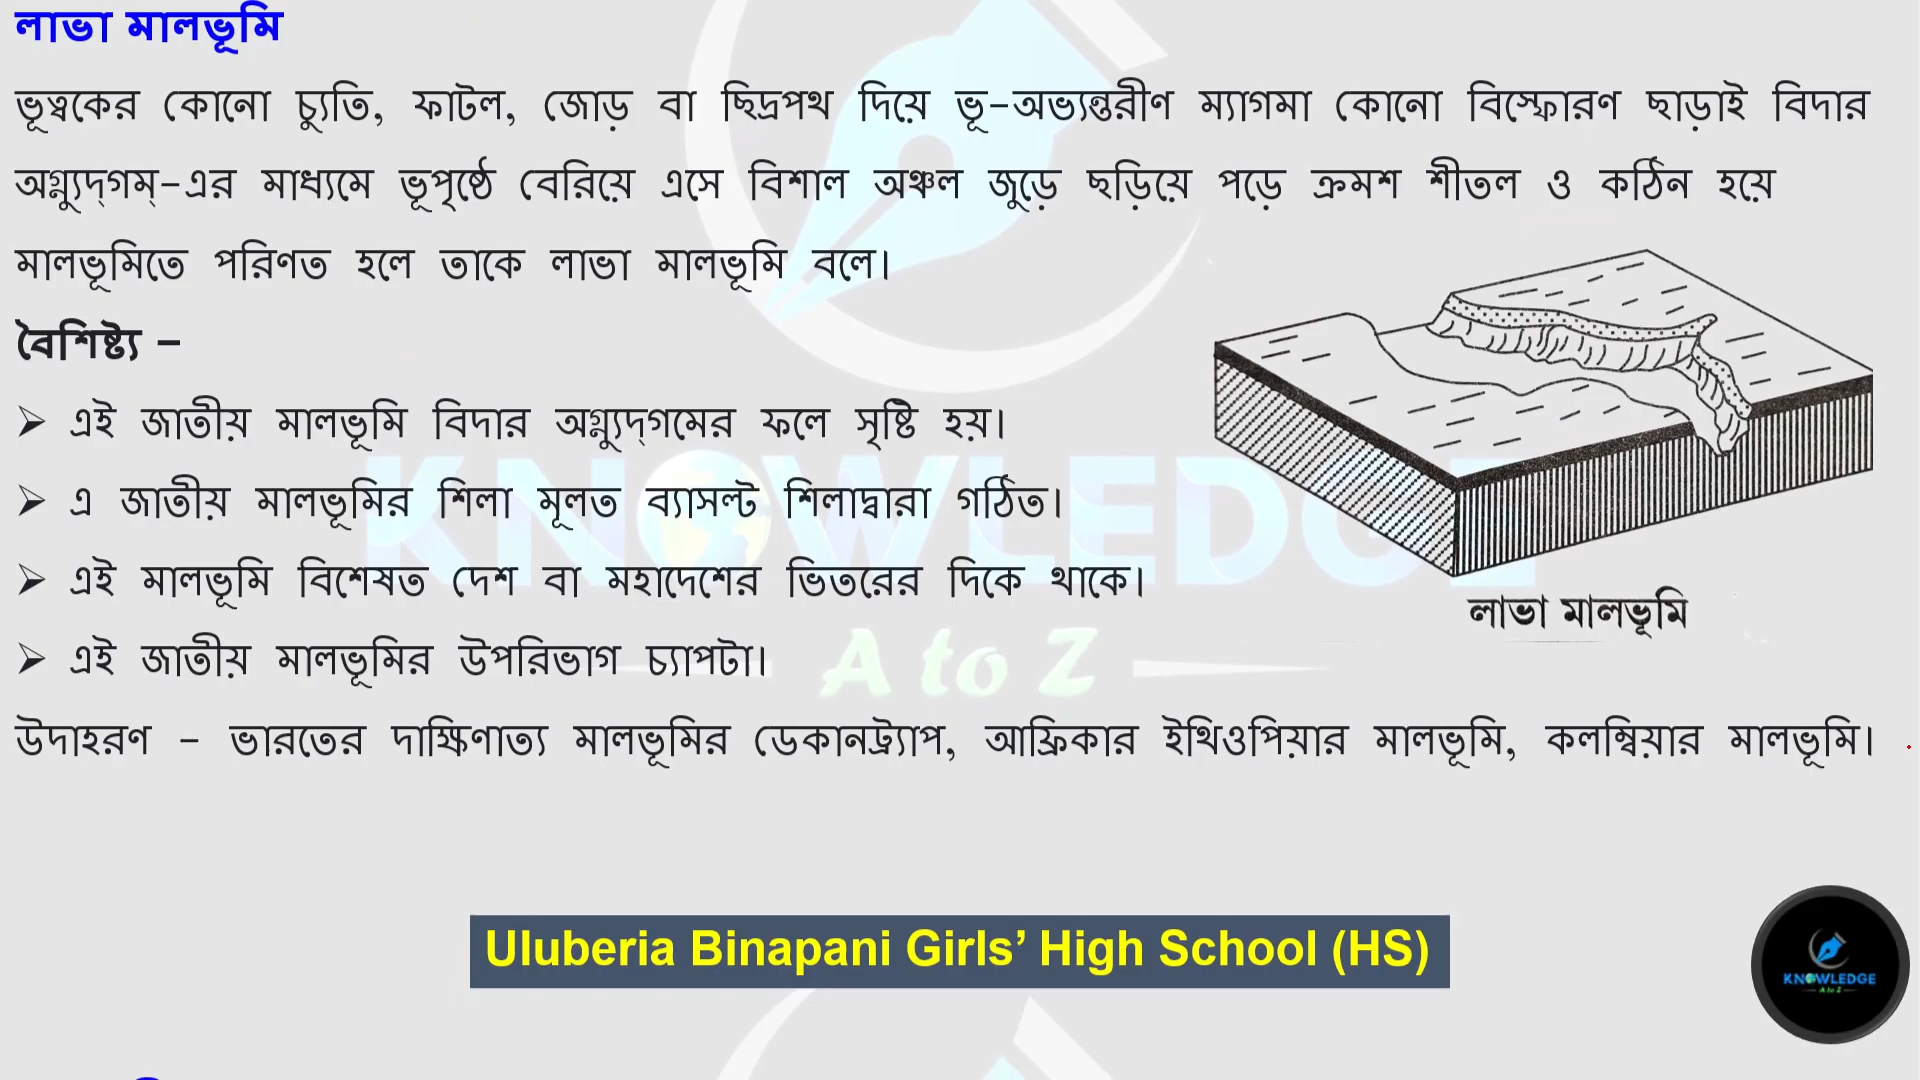 লাভা মালভূমি
ভূত্বকের কোনো চ্যুতি, ফাটল, জোড় বা ছিদ্রপথ দিয়ে ভূ-অভ্যন্তরীণ ম্যাগমা কোনো বিস্ফোরণ ছাড়াই বিদার
অগ্ন্যুদ্‌গম্-এর মাধ্যমে ভূপৃষ্ঠে বেরিয়ে এসে বিশাল অঞ্চল জুড়ে ছড়িয়ে পড়ে ক্রমশ শীতল ও কঠিন হয়ে
মালভূমিতে পরিণত হলে তাকে লাভা মালভূমি বলে।
বৈশিষ্ট্য –
➢ এই জাতীয় মালভূমি বিদার অগ্ন্যুদ্‌গমের ফলে সৃষ্টি হয়।
➢ এ জাতীয় মালভূমির শিলা মূলত ব্যাসল্ট শিলাদ্বারা গঠিত।
➢ এই মালভূমি বিশেষত দেশ বা মহাদেশের ভিতরের দিকে থাকে।
➢ এই জাতীয় মালভূমির উপরিভাগ চ্যাপটা।
উদাহরণ – ভারতের দাক্ষিণাত্য মালভূমির ডেকানট্র্যাপ, আফ্রিকার ইথিওপিয়ার মালভূমি, কলম্বিয়ার মালভূমি।
লাভা মালভূমি
KNOWLEDGE
A to Z
Uluberia Binapani Girls’ High School (HS)
KNOWLEDGE
A to Z